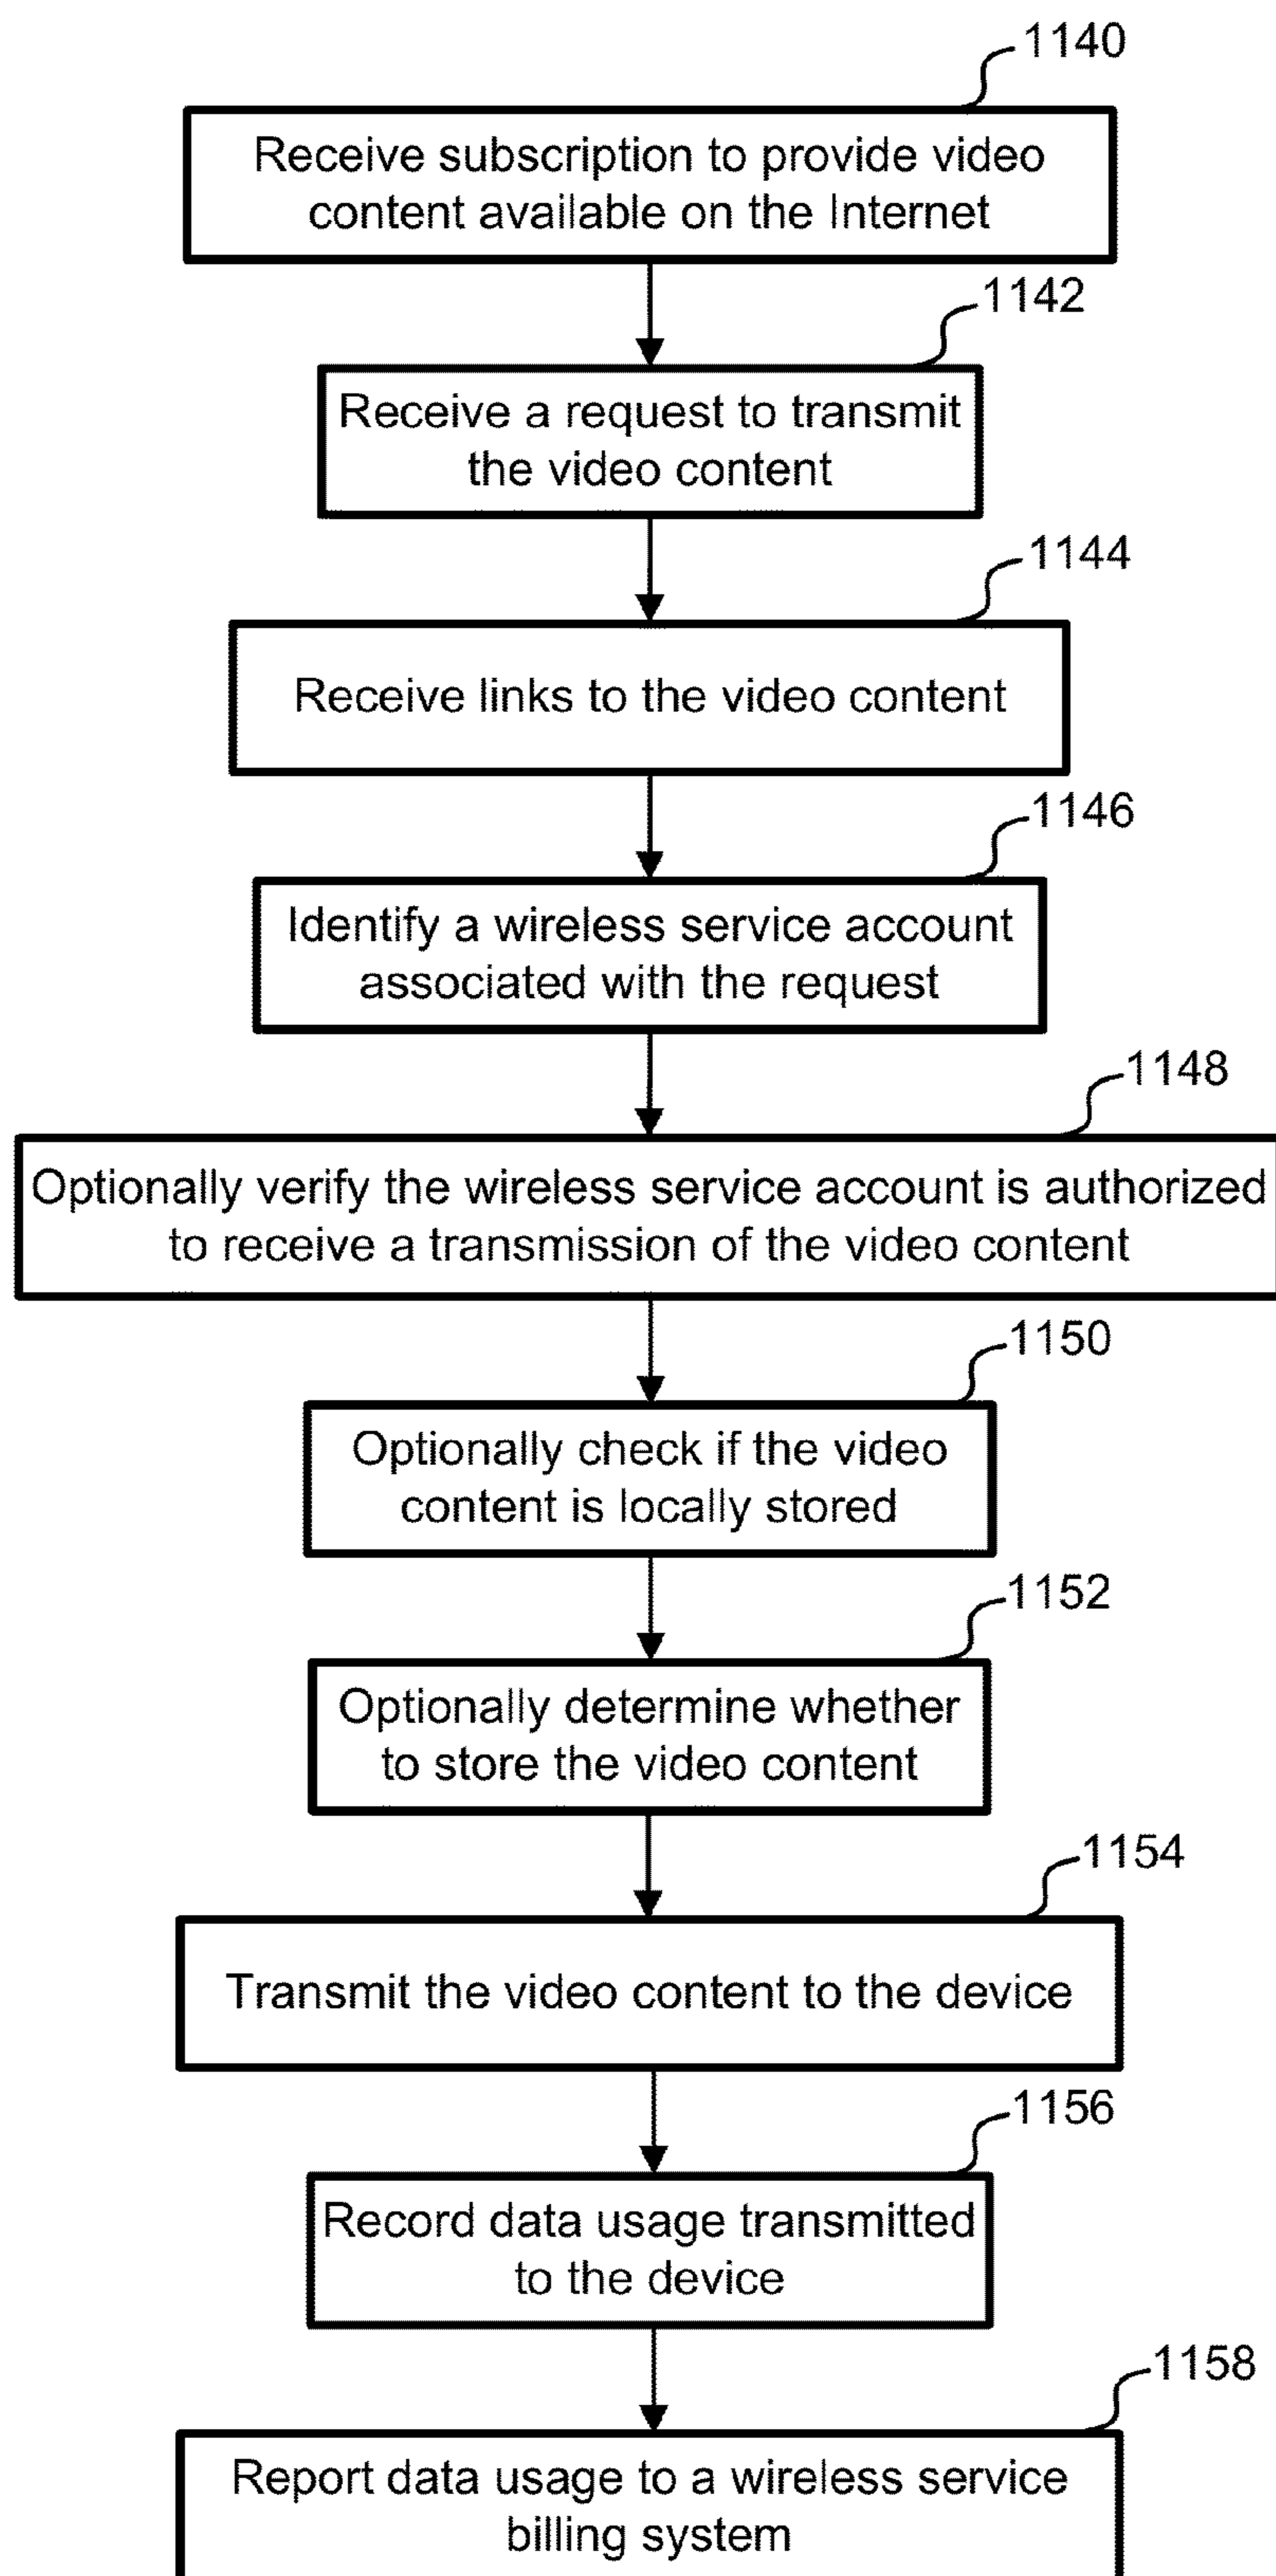 1140
Receive subscription to provide video
content available on the Internet
1142
Receive a request to transmit
the video content
1144
Receive links to the video content
1146
Identify a wireless service account
associated with the request
1148
Optionally verify the wireless service account is authorized
to receive a transmission of the video content
1150
Optionally check if the video
content is locally stored
1152
Optionally determine whether
to store the video content
1154
Transmit the video content to the device
1156
Record data usage transmitted
to the device
1158
Report data usage to a wireless service
billing system